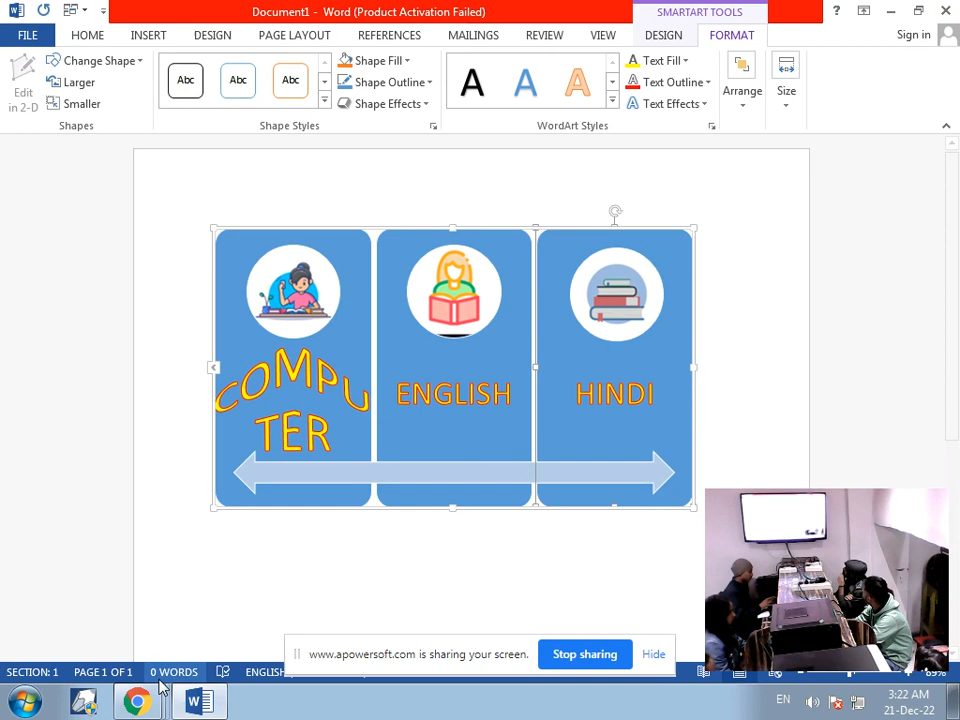 Document1 - Word (Product Activation Failed)
SMARTART TOOLS
FILE HOME INSERT DESIGN PAGE LAYOUT REFERENCES MAILINGS REVIEW VIEW DESIGN FORMAT Sign in
Edit in 2-D
Change Shape
Larger
Smaller
Shapes
Abc Abc Abc
Shape Fill
Shape Outline
Shape Effects
Shape Styles
A A A
Text Fill
Text Outline
Text Effects
WordArt Styles
Arrange
Size
COMPU
TER
ENGLISH
HINDI
www.apowersoft.com is sharing your screen. Stop sharing Hide
SECTION: 1 PAGE 1 OF 1 0 WORDS
EN
3:22 AM
21-Dec-22